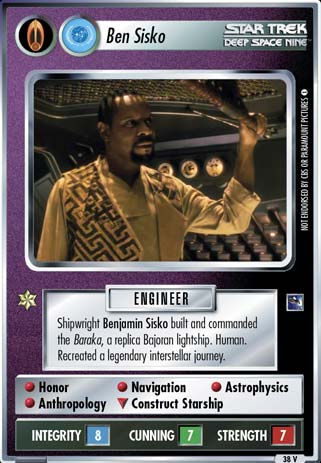 Ben Sisko
STAR TREK
DEEP SPACE NINE
NOT ENDORSED BY CBS OR PARAMOUNT PICTURES
ENGINEER
Shipwright Benjamin Sisko built and commanded
the Baraka, a replica Bajoran lightship. Human.
Recreated a legendary interstellar journey.
Honor Navigation Astrophysics
Anthropology Construct Starship
INTEGRITY 8 CUNNING 7 STRENGTH 7
38 V